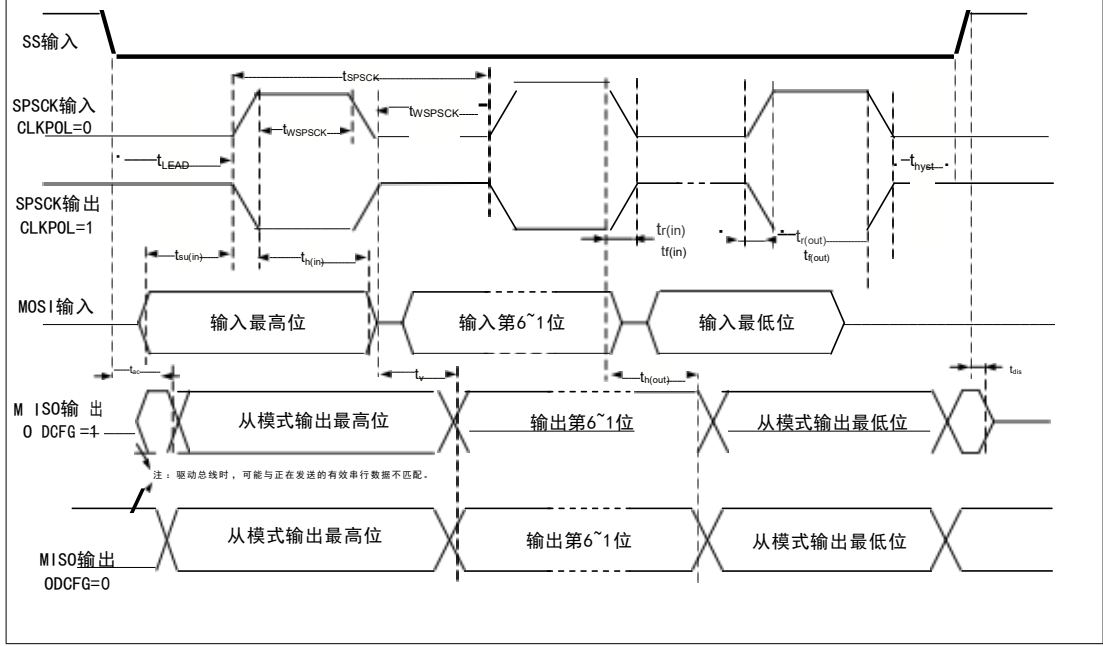 SS输入
tSPSCK
SPSCK输入
CLKPOL=0
tWSPSCK
tWSPSCK
tLEAD
thyst
SPSCK输出
CLKPOL=1
tr(in)
tf(in)
tr(out)
tf(out)
tsu(in)
th(in)
MOSI输入
输入最高位
输入第6~1位
输入最低位
tac
tv
th(out)
tdis
M ISO输 出
O DCFG =1
从模式输出最高位
输出第6~1位
从模式输出最低位
注：驱动总线时，可能与正在发送的有效串行数据不匹配。
MISO输出
ODCFG=0
从模式输出最高位
输出第6~1位
从模式输出最低位